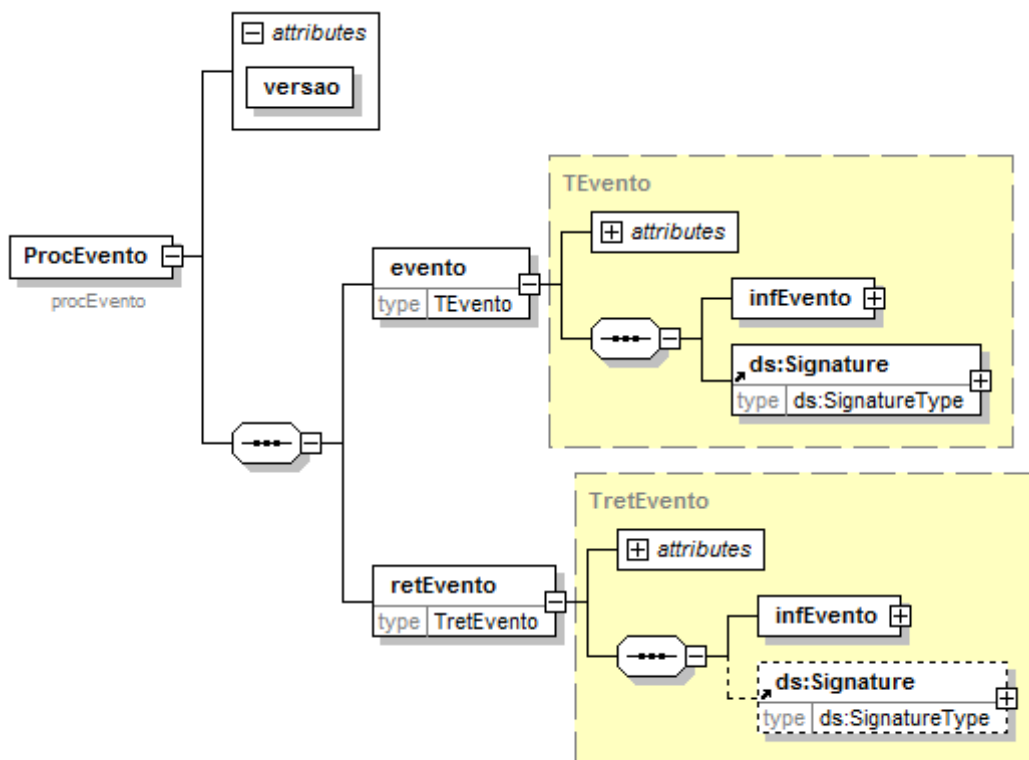 attributes
versao
ProcEvento
procEvento
evento
type TEvento
TEvento
attributes
infEvento
ds:Signature
type ds:SignatureType
retEvento
type TretEvento
TretEvento
attributes
infEvento
ds:Signature
type ds:SignatureType